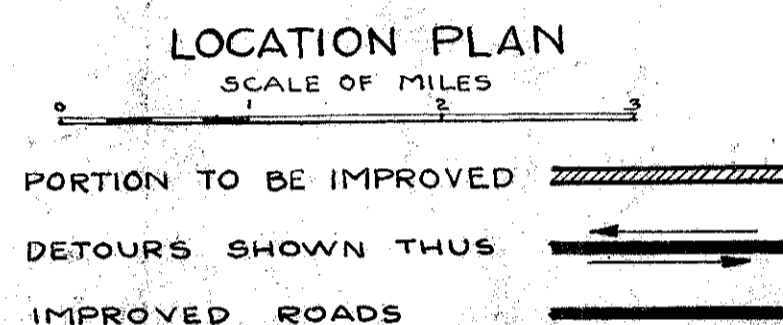 LOCATION PLAN
SCALE OF MILES
0 1 2 3
PORTION TO BE IMPROVED
DETOURS SHOWN THUS
IMPROVED ROADS